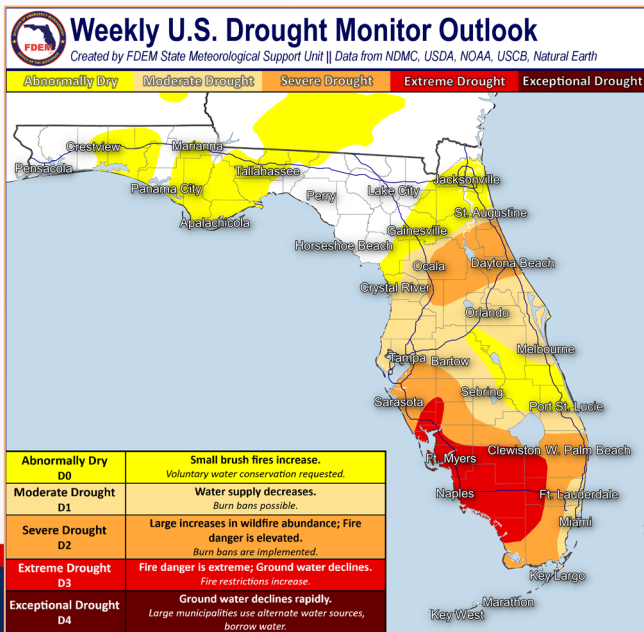 Weekly U.S. Drought Monitor Outlook
Created by FDEM State Meteorological Support Unit || Data from NDMC, USDA, NOAA, USCB, Natural Earth
FDEM
Abnormally Dry Moderate Drought Severe Drought Extreme Drought Exceptional Drought
Crestview
Marianna
Pensacola
Tallahassee
Jacksonville
Panama City
Perry
Lake City
Apalachicola
St. Augustine
Gainesville
Horseshoe Beach
Ocala
Daytona Beach
Crystal River
Orlando
Melbourne
Tampa
Bartow
Sebring
Sarasota
Port St. Lucie
Clewiston
W. Palm Beach
Ft. Myers
Naples
Ft. Lauderdale
Miami
Key Largo
Marathon
Key West
Abnormally Dry
D0
Small brush fires increase.
Voluntary water conservation requested.
Moderate Drought
D1
Water supply decreases.
Burn bans possible.
Severe Drought
D2
Large increases in wildfire abundance; Fire
danger is elevated.
Burn bans are implemented.
Extreme Drought
D3
Fire danger is extreme; Ground water declines.
Fire restrictions increase.
Exceptional Drought
D4
Ground water declines rapidly.
Large municipalities use alternate water sources,
borrow water.